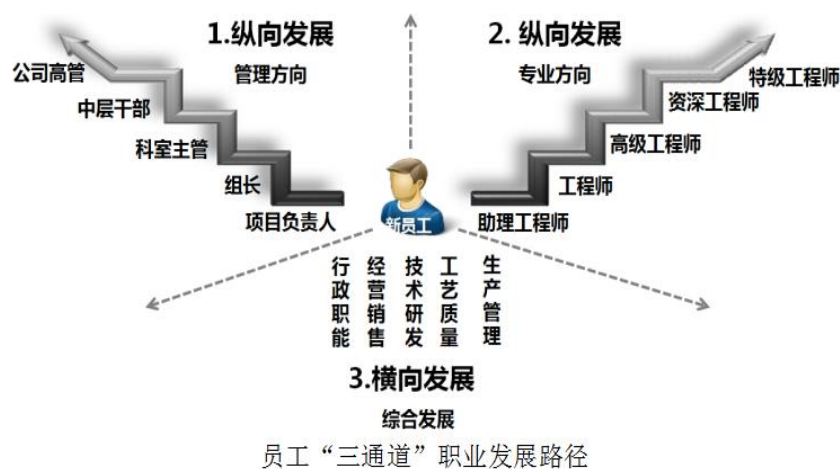 1.纵向发展
管理方向
公司高管
中层干部
科室主管
组长
项目负责人
2. 纵向发展
专业方向
特级工程师
资深工程师
高级工程师
工程师
助理工程师
新员工
行政职能
经营销售
技术研发
工艺质量
生产管理
3.横向发展
综合发展
员工“三通道”职业发展路径